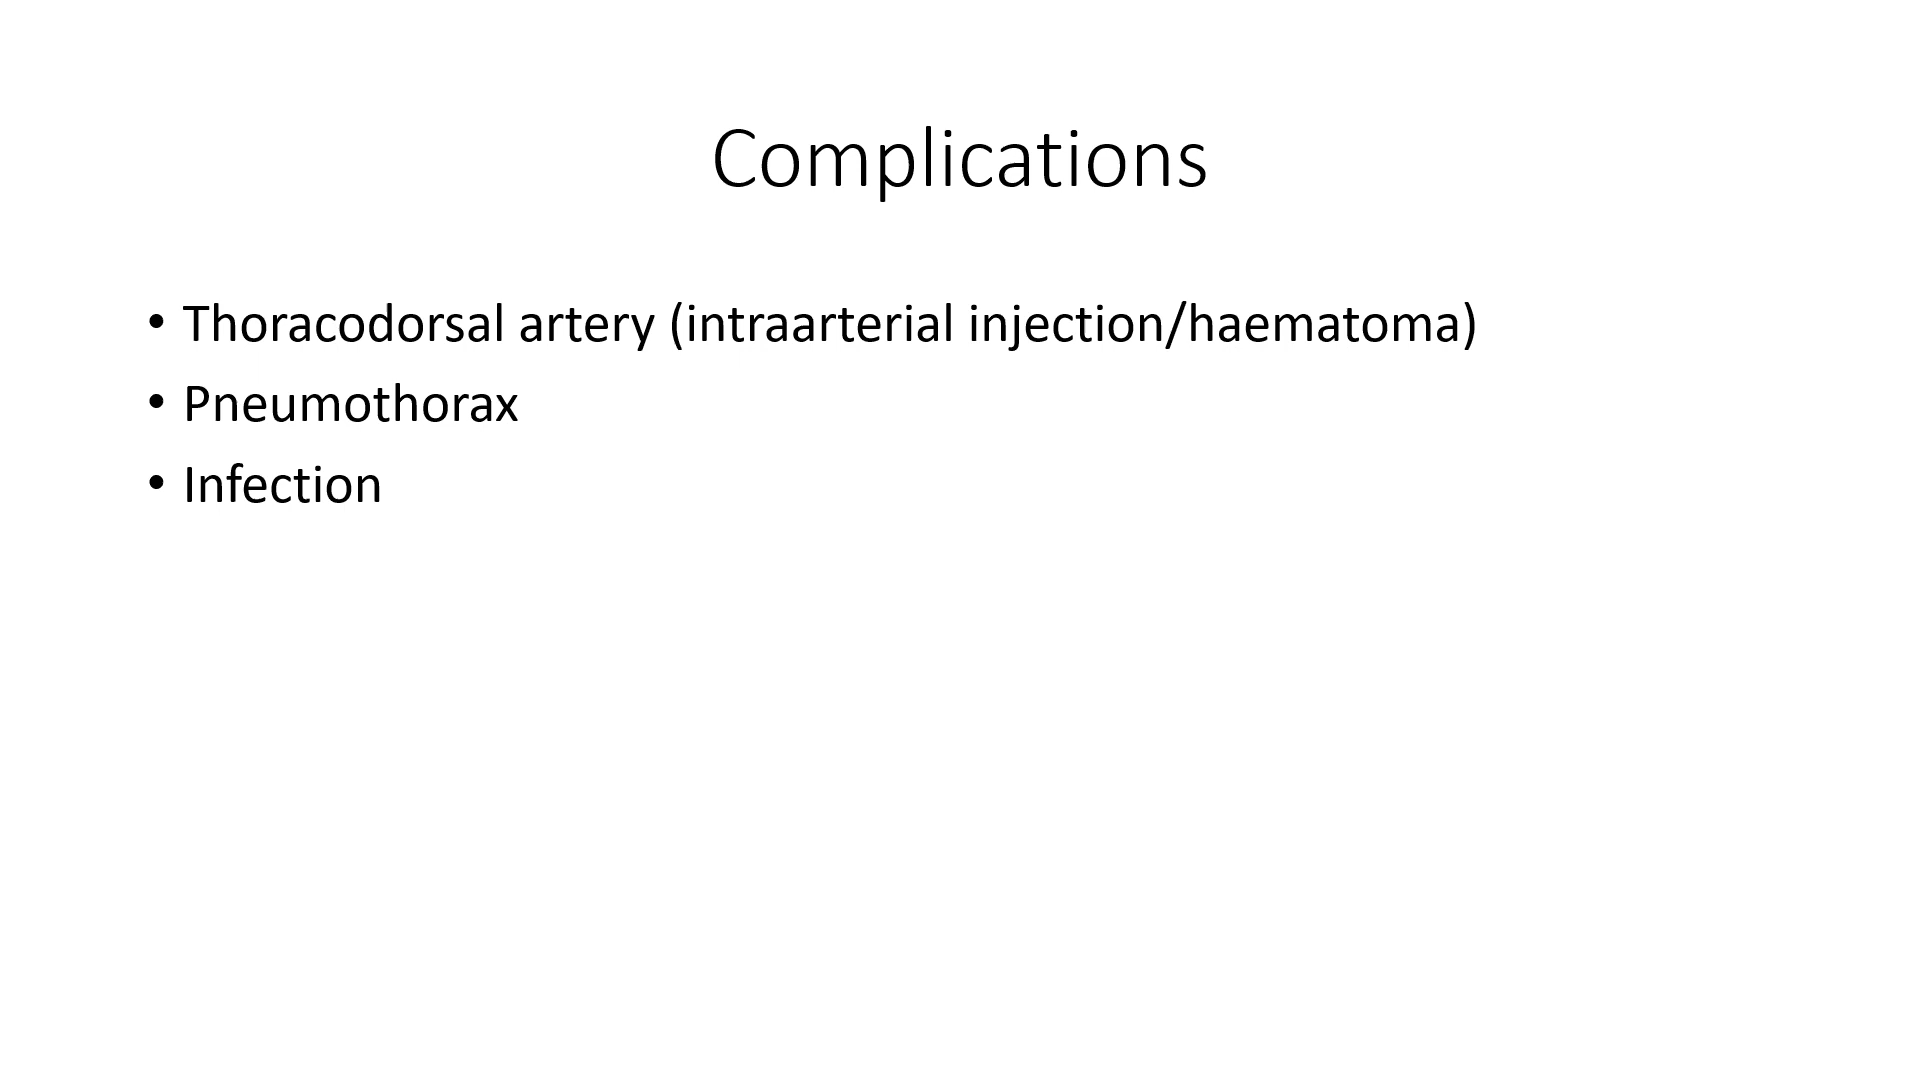 Complications
• Thoracodorsal artery (intraarterial injection/haematoma)
• Pneumothorax
• Infection